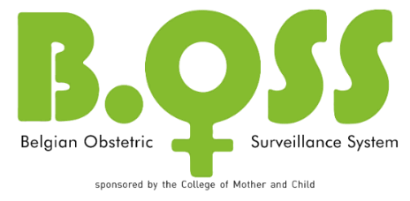 B.OSS
Belgian Obstetric Surveillance System
sponsored by the College of Mother and Child